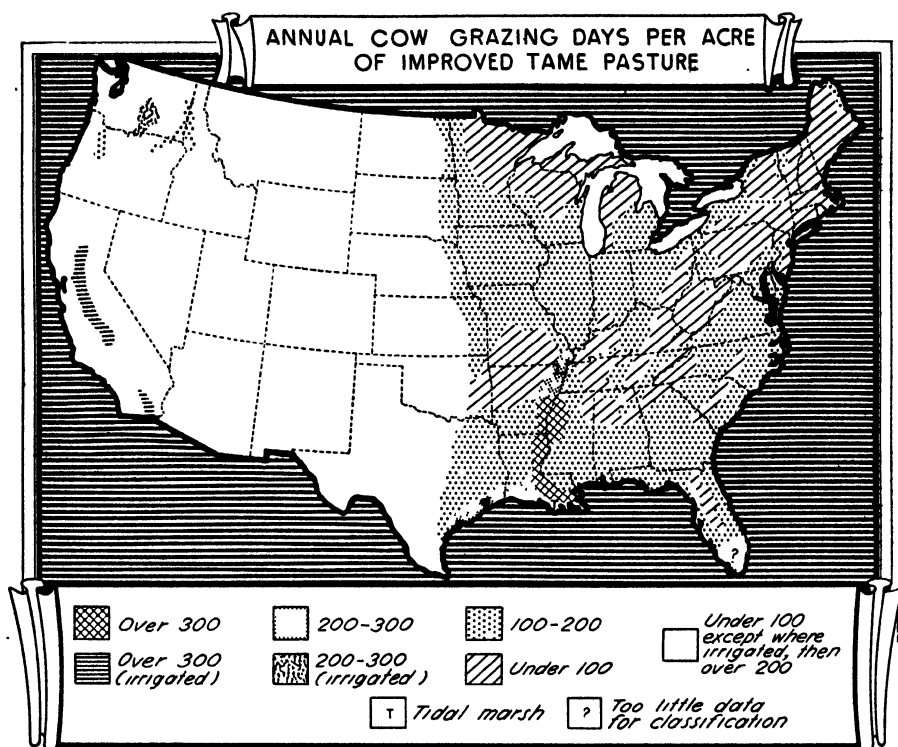 ANNUAL COW GRAZING DAYS PER ACRE
OF IMPROVED TAME PASTURE
?
?
Over 300
200-300
100-200
Under 100
except where
irrigated, then
over 200
Over 300
(irrigated)
200-300
(irrigated)
Under 100
T Tidal marsh
? Too little data
for classification